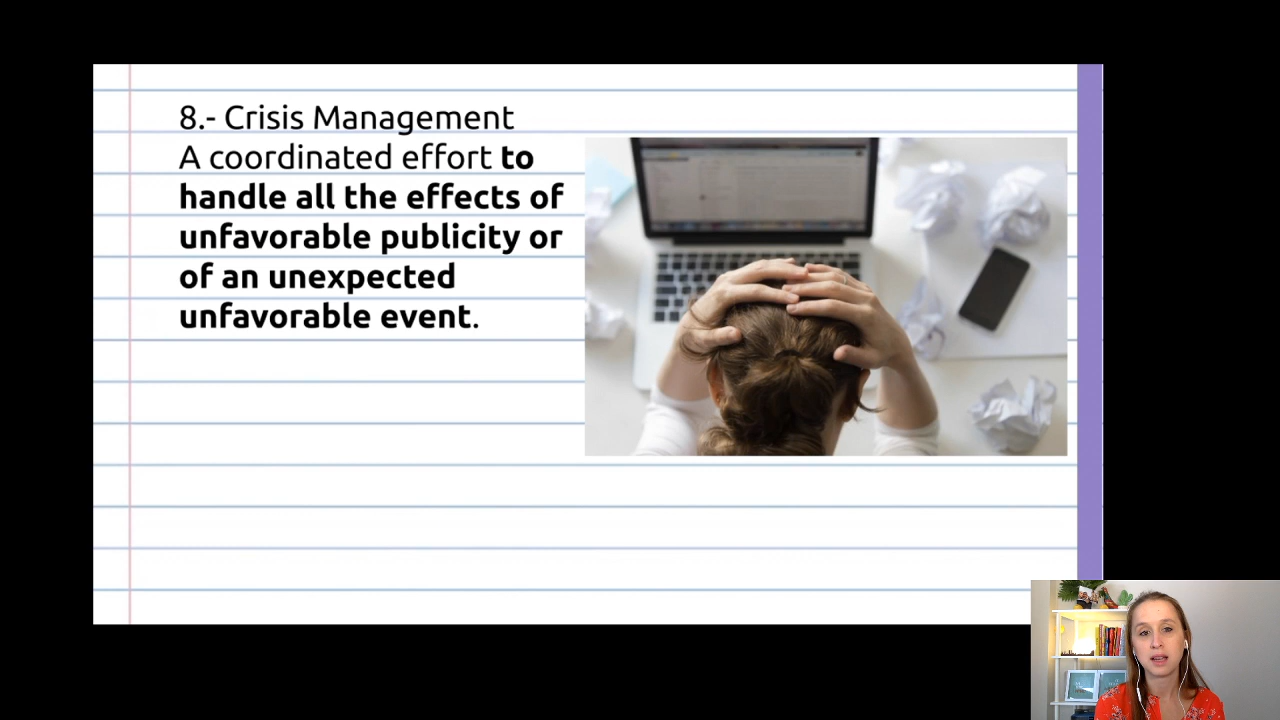 8.- Crisis Management
A coordinated effort to
handle all the effects of
unfavorable publicity or
of an unexpected
unfavorable event.